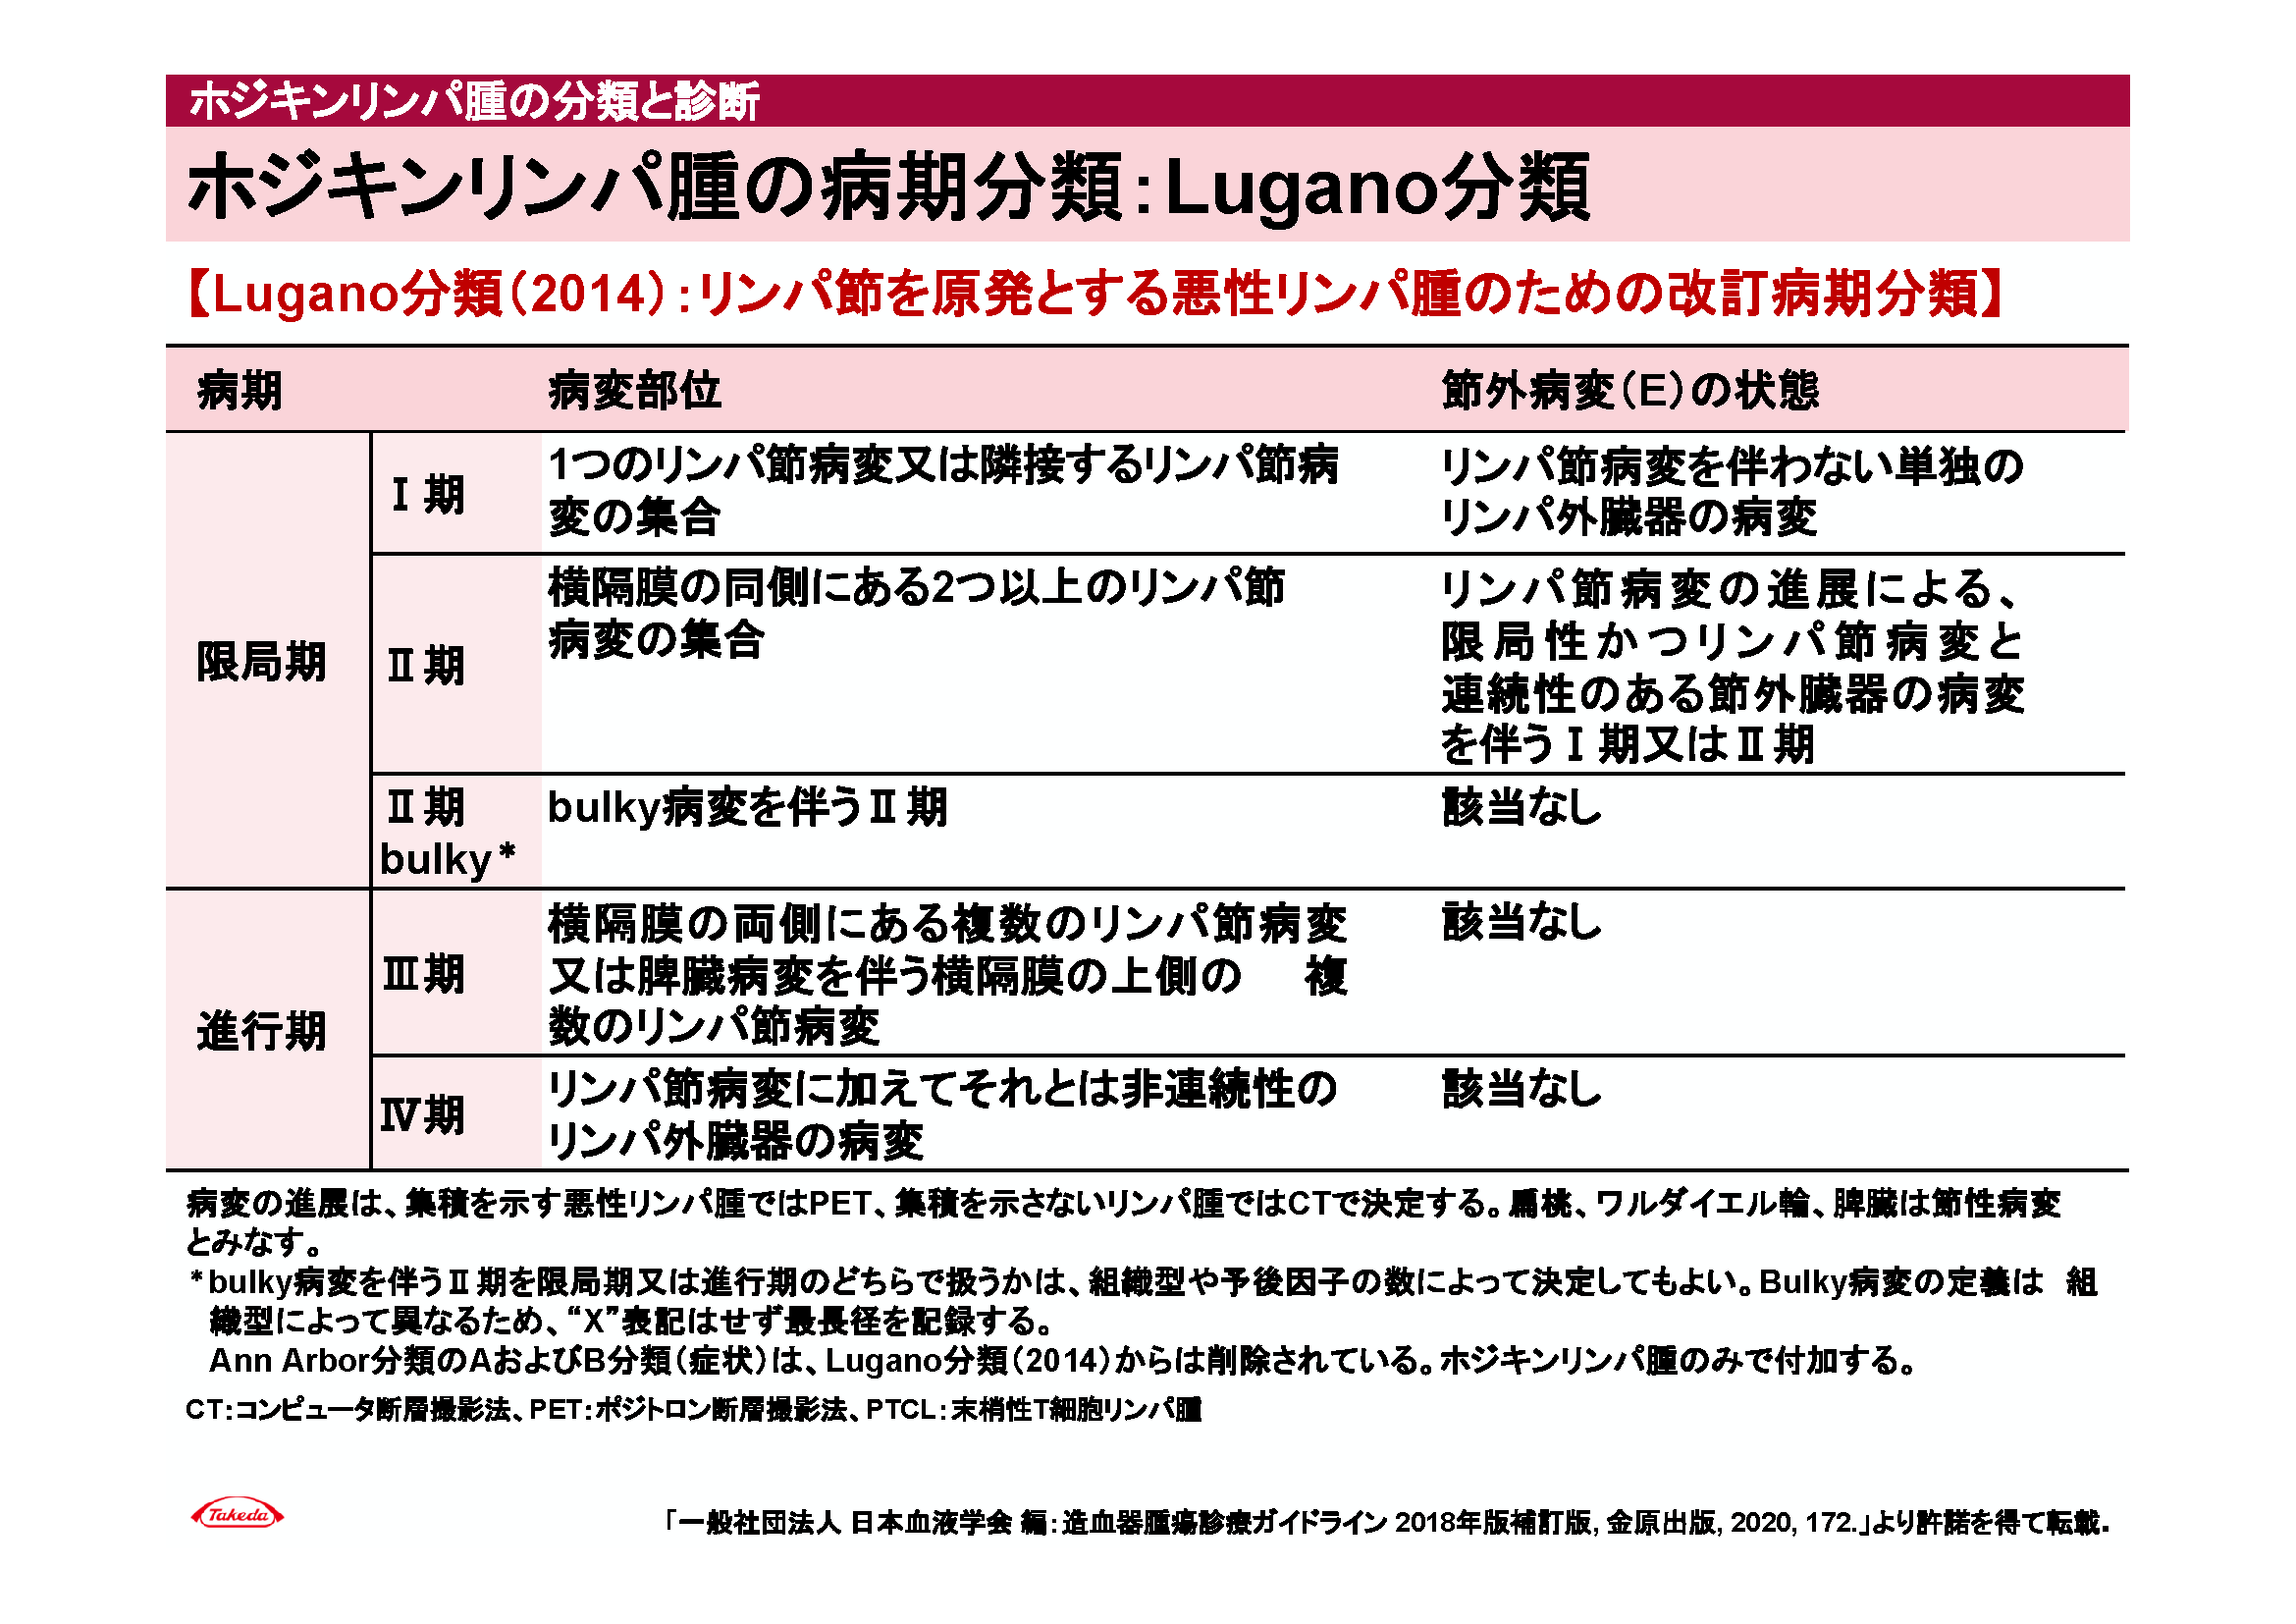 ホジキンリンパ腫の分類と診断
ホジキンリンパ腫の病期分類：Lugano分類
【Lugano分類（2014）：リンパ節を原発とする悪性リンパ腫のための改訂病期分類】
病期 病変部位 節外病変（E）の状態
限局期
Ⅰ期
1つのリンパ節病変又は隣接するリンパ節病
変の集合
リンパ節病変を伴わない単独の
リンパ外臓器の病変
Ⅱ期
横隔膜の同側にある2つ以上のリンパ節
病変の集合
リンパ節病変の進展による、
限局性かつリンパ節病変と
連続性のある節外臓器の病変
を伴うⅠ期又はⅡ期
Ⅱ期
bulky*
bulky病変を伴うⅡ期
該当なし
進行期
Ⅲ期
横隔膜の両側にある複数のリンパ節病変
又は脾臓病変を伴う横隔膜の上側の　複
数のリンパ節病変
該当なし
Ⅳ期
リンパ節病変に加えてそれとは非連続性の
リンパ外臓器の病変
該当なし
病変の進展は、集積を示す悪性リンパ腫ではPET、集積を示さないリンパ腫ではCTで決定する。扁桃、ワルダイエル輪、脾臓は節性病変
とみなす。
*bulky病変を伴うⅡ期を限局期又は進行期のどちらで扱うかは、組織型や予後因子の数によって決定してもよい。Bulky病変の定義は　組
織型によって異なるため、“X”表記はせず最長径を記録する。
Ann Arbor分類のAおよびB分類（症状）は、Lugano分類（2014）からは削除されている。ホジキンリンパ腫のみで付加する。
CT：コンピュータ断層撮影法、PET：ポジトロン断層撮影法、PTCL：末梢性T細胞リンパ腫
Takeda
「一般社団法人 日本血液学会 編：造血器腫瘍診療ガイドライン 2018年版補訂版, 金原出版, 2020, 172.」より許諾を得て転載．